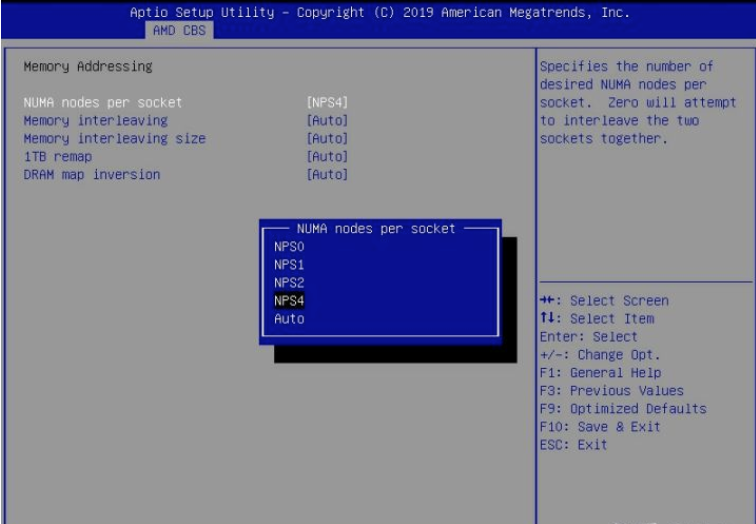 Aptio Setup Utility – Copyright (C) 2019 American Megatrends, Inc.
AMD CBS
Memory Addressing
NUMA nodes per socket [NPS4]
Memory interleaving [Auto]
Memory interleaving size [Auto]
1TB remap [Auto]
DRAM map inversion [Auto]
NUMA nodes per socket
NPS0
NPS1
NPS2
NPS4
Auto
Specifies the number of
desired NUMA nodes per
socket. Zero will attempt
to interleave the two
sockets together.
→←: Select Screen
↑↓: Select Item
Enter: Select
+/-: Change Opt.
F1: General Help
F3: Previous Values
F9: Optimized Defaults
F10: Save & Exit
ESC: Exit